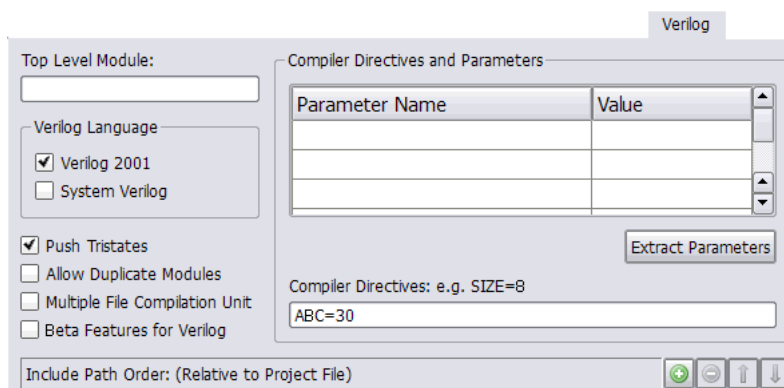 Verilog
Top Level Module:
Compiler Directives and Parameters
Parameter Name Value
Verilog Language
Verilog 2001
System Verilog
Push Tristates
Extract Parameters
Allow Duplicate Modules
Compiler Directives: e.g. SIZE=8
Multiple File Compilation Unit
ABC=30
Beta Features for Verilog
Include Path Order: (Relative to Project File)